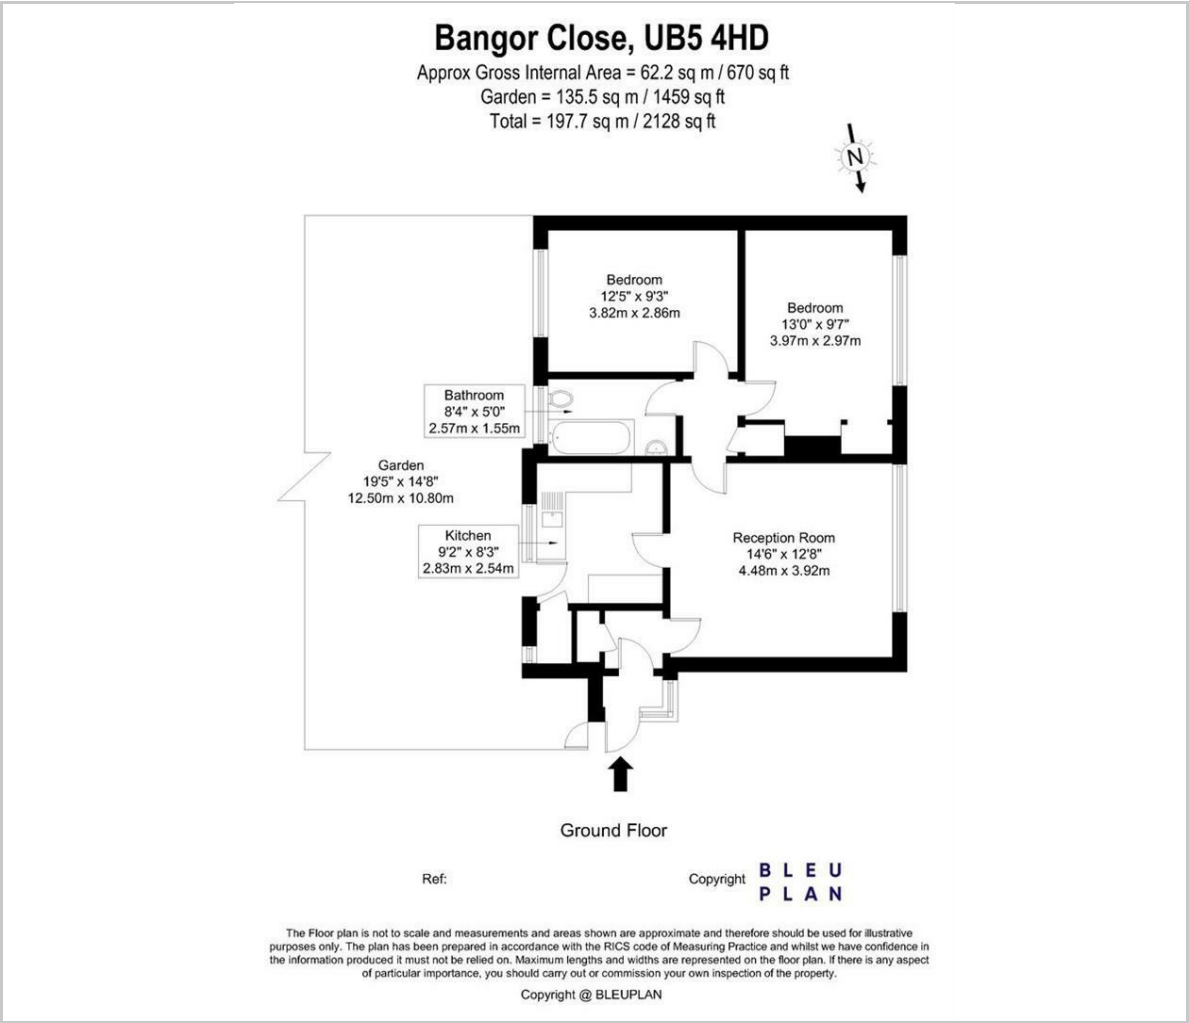 Bangor Close, UB5 4HD
Approx Gross Internal Area = 62.2 sq m / 670 sq ft
Garden = 135.5 sq m / 1459 sq ft
Total = 197.7 sq m / 2128 sq ft
N
Bedroom
12'5" x 9'3"
3.82m x 2.86m
Bedroom
13'0" x 9'7"
3.97m x 2.97m
Bathroom
8'4" x 5'0"
2.57m x 1.55m
Garden
19'5" x 14'8"
12.50m x 10.80m
Kitchen
9'2" x 8'3"
2.83m x 2.54m
Reception Room
14'6" x 12'8"
4.48m x 3.92m
Ground Floor
Ref:
Copyright
BLEU
PLAN
The Floor plan is not to scale and measurements and areas shown are approximate and therefore should be used for illustrative
purposes only. The plan has been prepared in accordance with the RICS code of Measuring Practice and whilst we have confidence in
the information produced it must not be relied on. Maximum lengths and widths are represented on the floor plan. If there is any aspect
of particular importance, you should carry out or commission your own inspection of the property.
Copyright @ BLEUPLAN